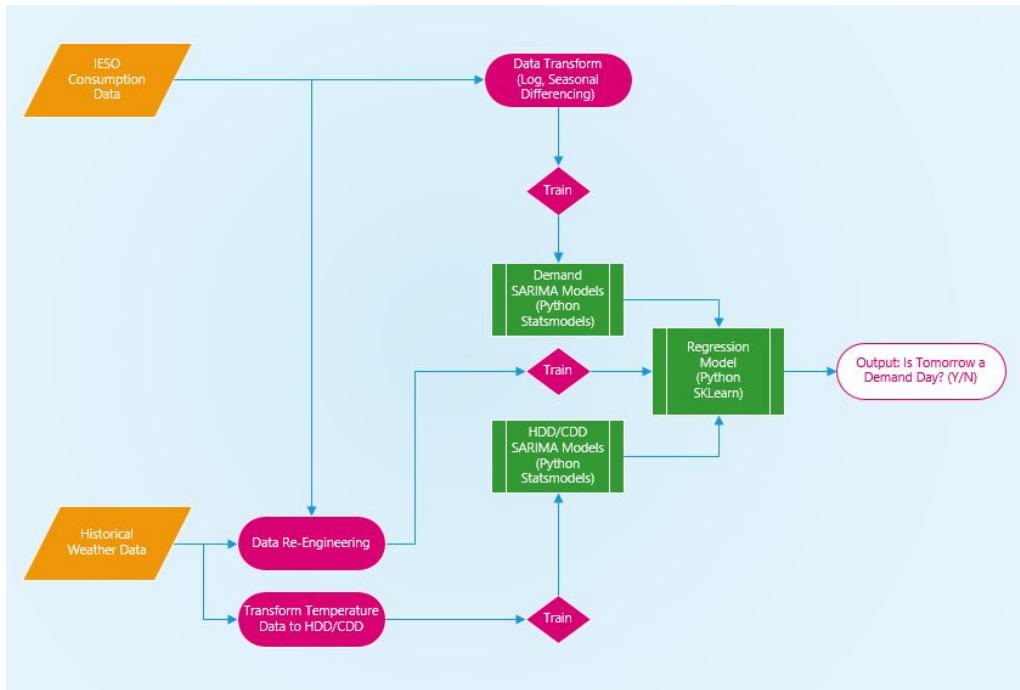 IESO
Consumption
Data
Data Transform
(Log, Seasonal
Differencing)
Train
Demand
SARIMA Models
(Python
Statsmodels)
Train
Regression
Model
(Python
SKLearn)
Output: Is Tomorrow a
Demand Day? (Y/N)
HDD/CDD
SARIMA Models
(Python
Statsmodels)
Historical
Weather Data
Data Re-Engineering
Transform Temperature
Data to HDD/CDD
Train